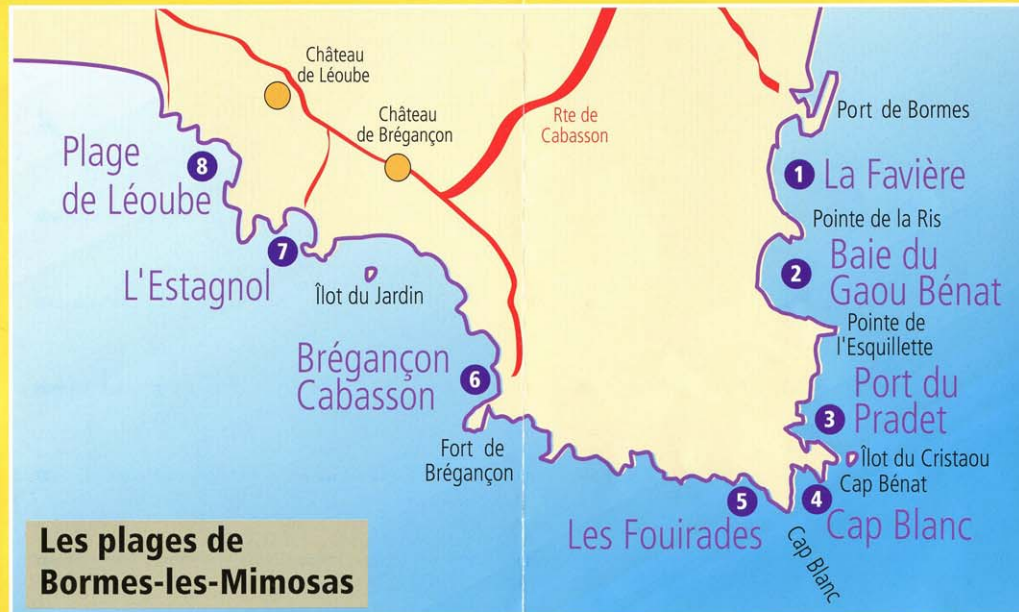 Château
de Léoube
Château
de Brégançon
Rte de
Cabasson
Port de Bormes
1 La Favière
Pointe de la Ris
2 Baie du
Gaou Bénat
Pointe de
l'Esquillette
3 Port du
Pradet
Îlot du Cristaou
Cap Bénat
4 Cap Blanc
Cap Blanc
5 Les Fouirades
6 Brégançon
Cabasson
Fort de
Brégançon
Îlot du Jardin
7 L'Estagnol
8 Plage
de Léoube
Les plages de
Bormes-les-Mimosas